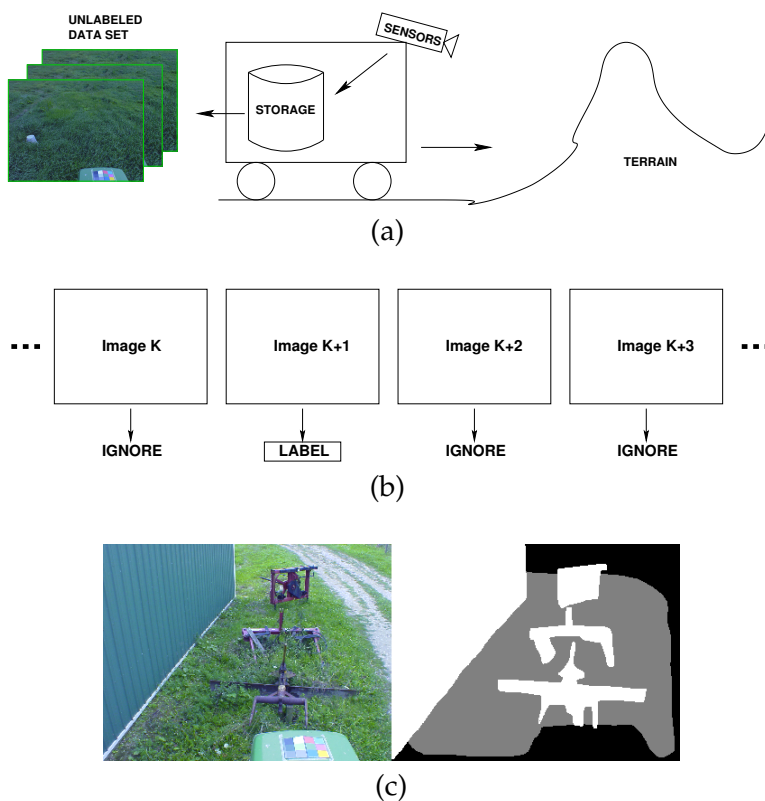 UNLABELED
DATA SET
SENSORS
STORAGE
TERRAIN
(a)
... Image K Image K+1 Image K+2 Image K+3 ...
IGNORE LABEL IGNORE IGNORE
(b)
(c)